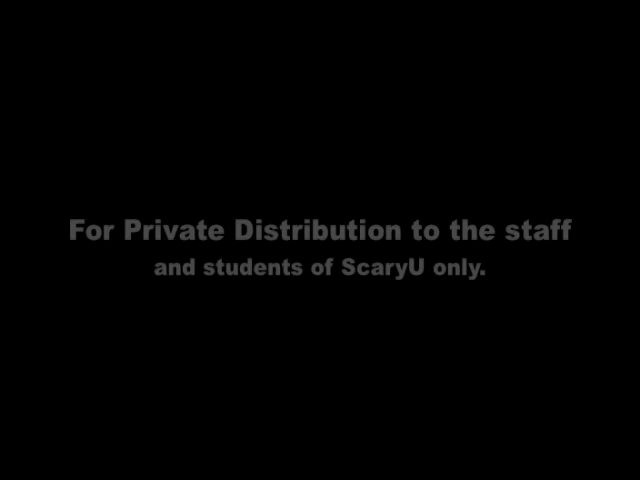 For Private Distribution to the staff
and students of ScaryU only.